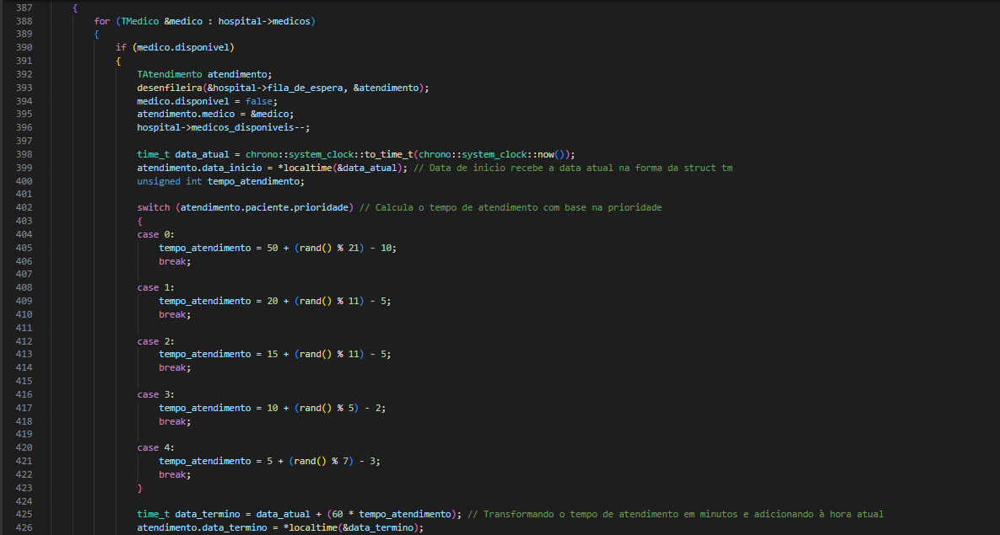 387 {
388 for (TMedico &medico : hospital->medicos)
389 {
390 if (medico.disponivel)
391 {
392 TAtendimento atendimento;
393 desenfileira(&hospital->fila_de_espera, &atendimento);
394 medico.disponivel = false;
395 atendimento.medico = &medico;
396 hospital->medicos_disponiveis--;
397
398 time_t data_atual = chrono::system_clock::to_time_t(chrono::system_clock::now());
399 atendimento.data_inicio = *localtime(&data_atual); // Data de inicio recebe a data atual na forma da struct tm
400 unsigned int tempo_atendimento;
401
402 switch (atendimento.paciente.prioridade) // Calcula o tempo de atendimento com base na prioridade
403 {
404 case 0:
405 tempo_atendimento = 50 + (rand() % 21) - 10;
406 break;
407
408 case 1:
409 tempo_atendimento = 20 + (rand() % 11) - 5;
410 break;
411
412 case 2:
413 tempo_atendimento = 15 + (rand() % 11) - 5;
414 break;
415
416 case 3:
417 tempo_atendimento = 10 + (rand() % 5) - 2;
418 break;
419
420 case 4:
421 tempo_atendimento = 5 + (rand() % 7) - 3;
422 break;
423 }
424
425 time_t data_termino = data_atual + (60 * tempo_atendimento); // Transformando o tempo de atendimento em minutos e adicionando à hora atual
426 atendimento.data_termino = *localtime(&data_termino);